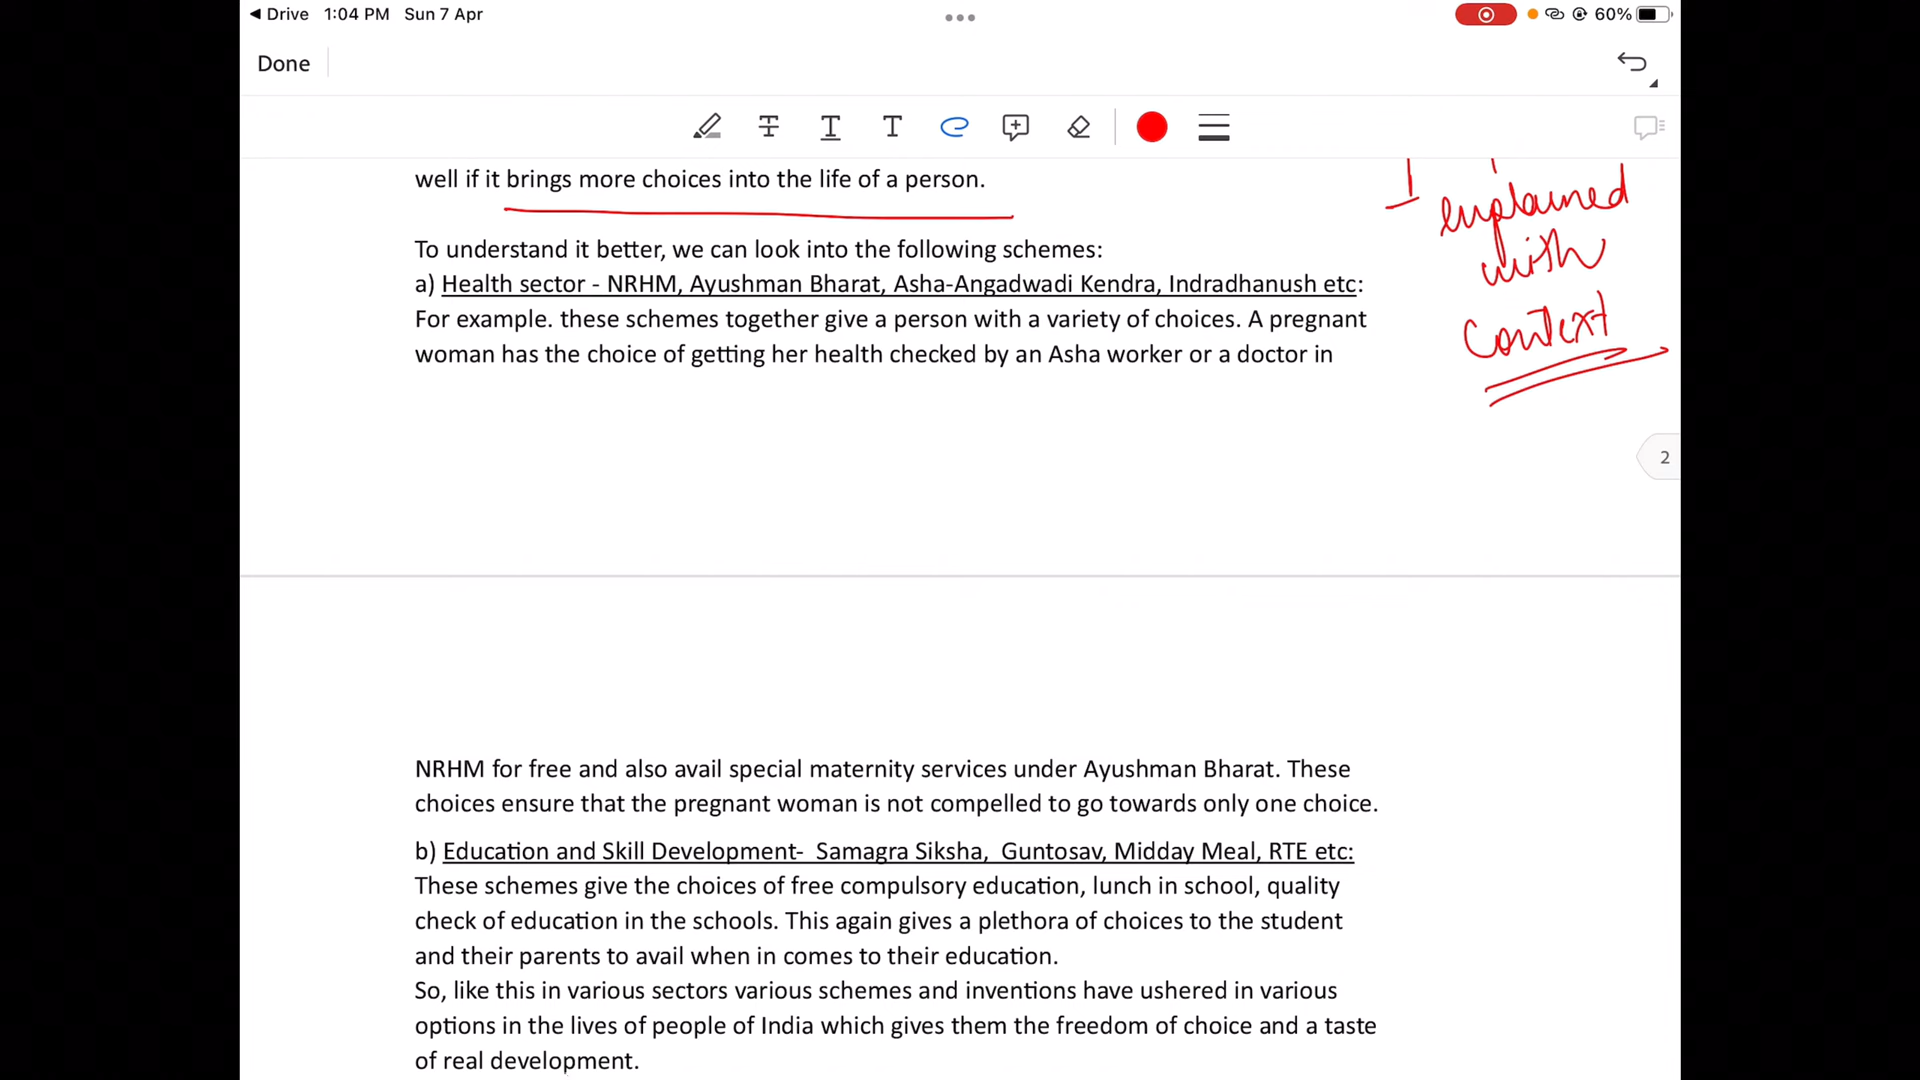 Drive 1:04 PM Sun 7 Apr
60%
Done
T T T
well if it brings more choices into the life of a person.
To understand it better, we can look into the following schemes:
a) Health sector - NRHM, Ayushman Bharat, Asha-Angadwadi Kendra, Indradhanush etc:
For example. these schemes together give a person with a variety of choices. A pregnant
woman has the choice of getting her health checked by an Asha worker or a doctor in
explained
with
Context
2
NRHM for free and also avail special maternity services under Ayushman Bharat. These
choices ensure that the pregnant woman is not compelled to go towards only one choice.
b) Education and Skill Development- Samagra Siksha, Guntosav, Midday Meal, RTE etc:
These schemes give the choices of free compulsory education, lunch in school, quality
check of education in the schools. This again gives a plethora of choices to the student
and their parents to avail when in comes to their education.
So, like this in various sectors various schemes and inventions have ushered in various
options in the lives of people of India which gives them the freedom of choice and a taste
of real development.